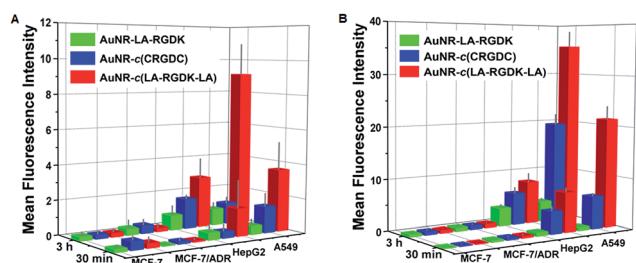 A
Mean Fluorescence Intensity
12
10
8
6
4
2
0
AuNR-LA-RGDK
AuNR-c(CRGDC)
AuNR-c(LA-RGDK-LA)
3 h
30 min
MCF-7
MCF-7/ADR
HepG2
A549
B
Mean Fluorescence Intensity
40
30
20
10
0
AuNR-LA-RGDK
AuNR-c(CRGDC)
AuNR-c(LA-RGDK-LA)
3 h
30 min
MCF-7
MCF-7/ADR
HepG2
A549